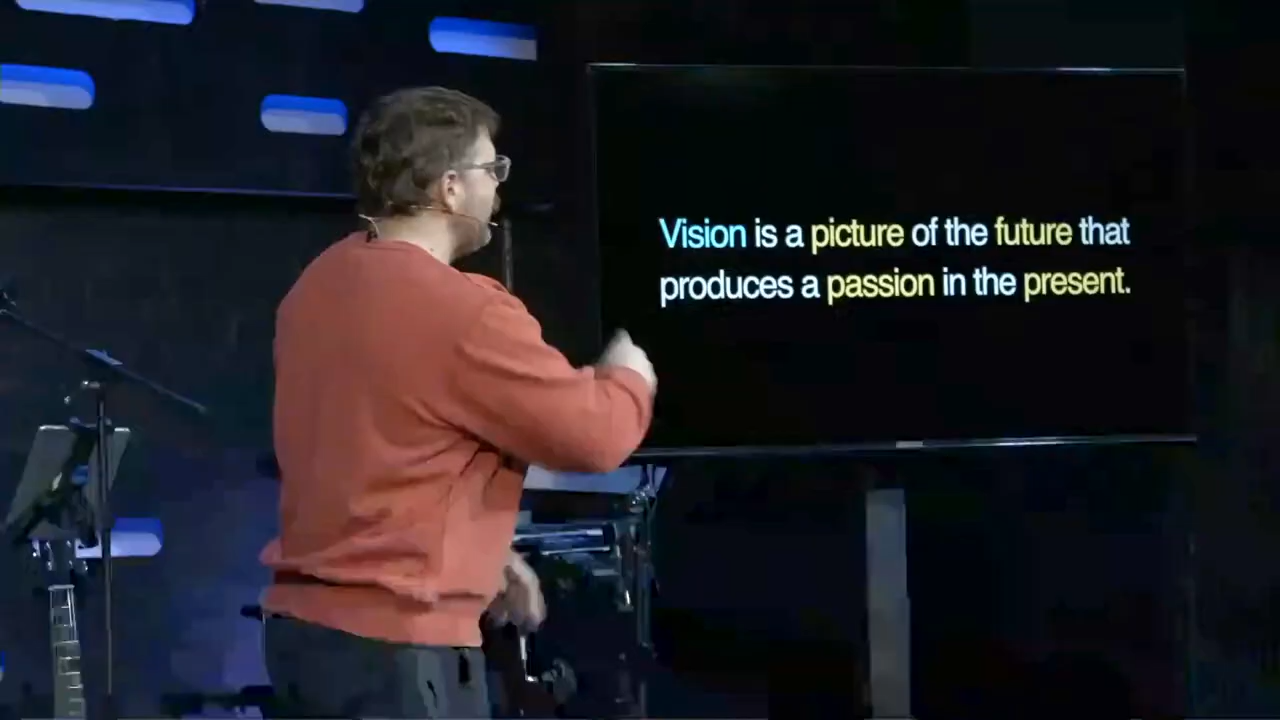 Vision is a picture of the future that
produces a passion in the present.